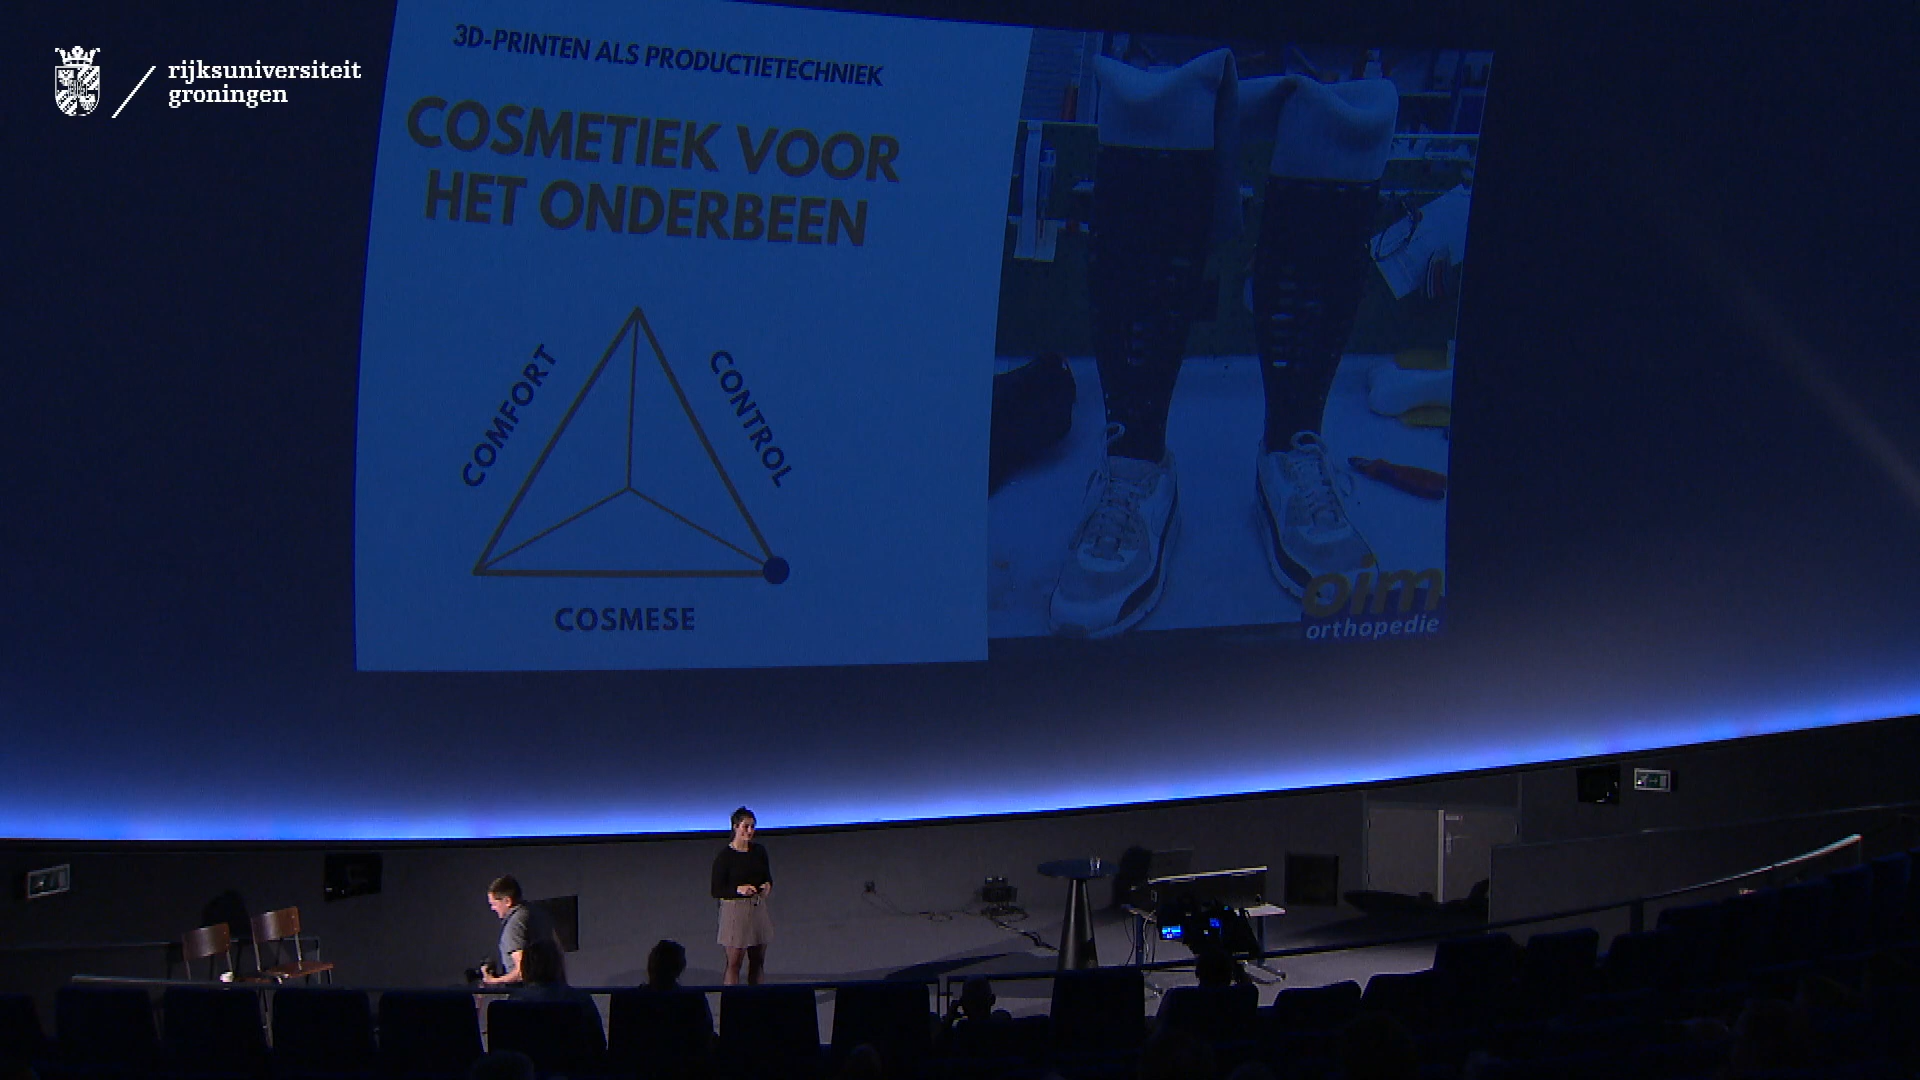 rijksuniversiteit
groningen
3D-PRINTEN ALS PRODUCTIETECHNIEK
COSMETIEK VOOR
HET ONDERBEEN
COMFORT
CONTROL
COSMESE
oim
orthopedie